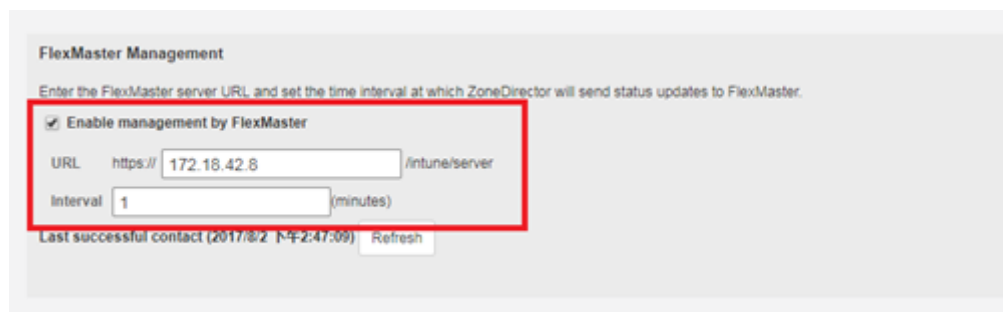 FlexMaster Management
Enter the FlexMaster server URL and set the time interval at which ZoneDirector will send status updates to FlexMaster.
Enable management by FlexMaster
URL https:// 172.18.42.8 /intune/server
Interval 1 (minutes)
Last successful contact (2017/8/2 下午2:47:09) Refresh